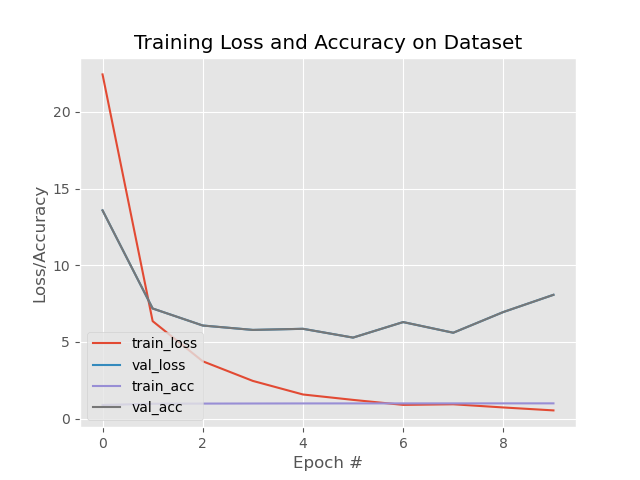 Training Loss and Accuracy on Dataset
Loss/Accuracy
20
15
10
5
0
train_loss
val_loss
train_acc
val_acc
0 2 4 6 8
Epoch #